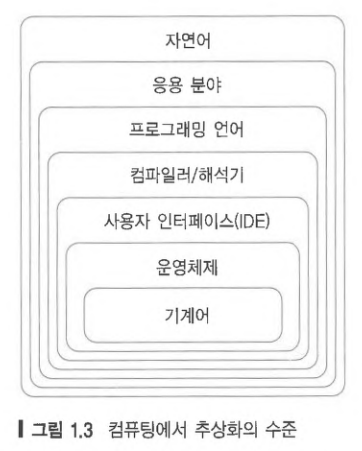 자연어
응용 분야
프로그래밍 언어
컴파일러/해석기
사용자 인터페이스(IDE)
운영체제
기계어
그림 1.3 컴퓨팅에서 추상화의 수준